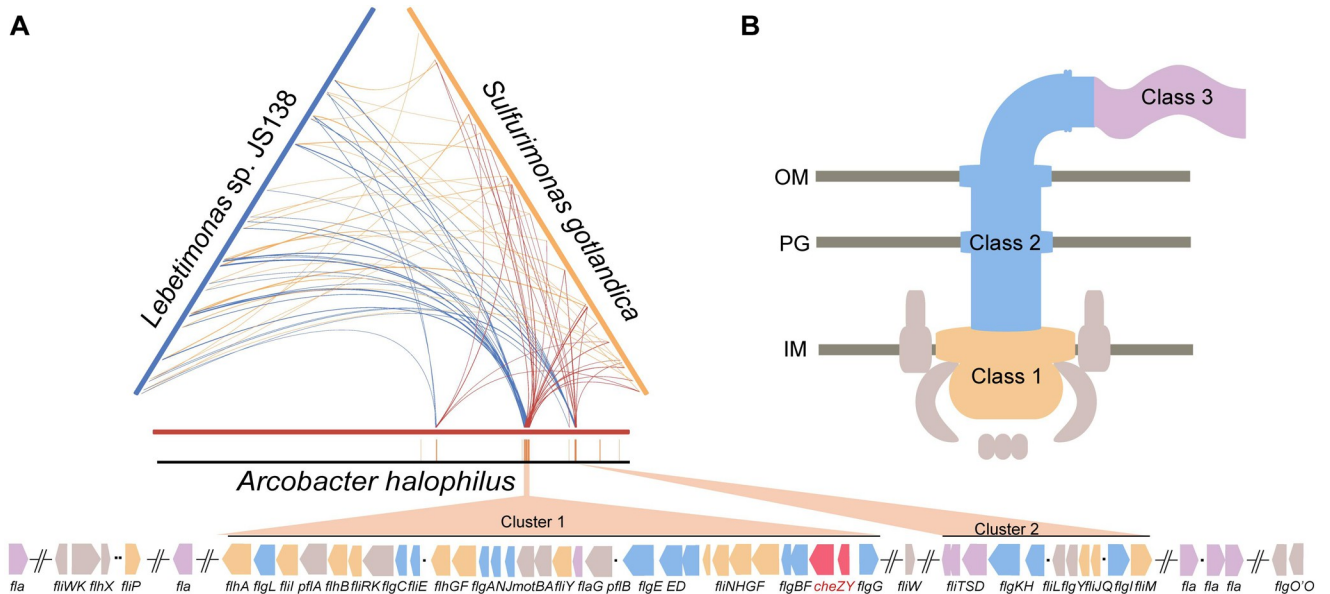 A
B
Lebetimonas sp. JS138
Sulfurimonas gotlandica
Arcobacter halophilus
Class 3
OM
PG
Class 2
IM
Class 1
Cluster 1
Cluster 2
fla fliWK flhX fliP fla flhA flgL fliI pflA flhB fliRK flgC fliE flhGF flgANJmotBA fliY flaG pflB flgE ED fliNHGF flgBF cheZY flgG fliW fliTSD flgKH fliL flgY fliJQ flgI fliM fla fla fla flgO'O